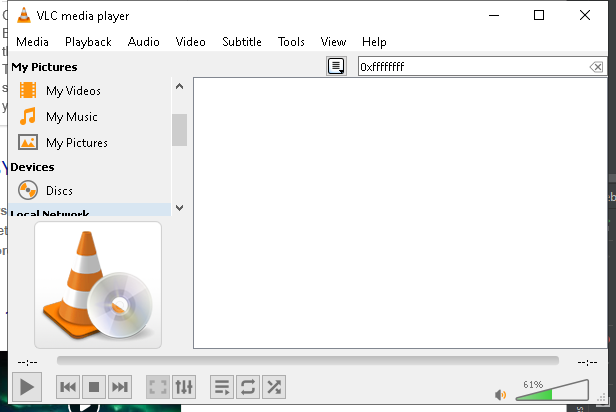 VLC media player
Media Playback Audio Video Subtitle Tools View Help
My Pictures
0xffffffff
My Videos
My Music
My Pictures
Devices
Discs
Local Network
--:--
--:--
61%